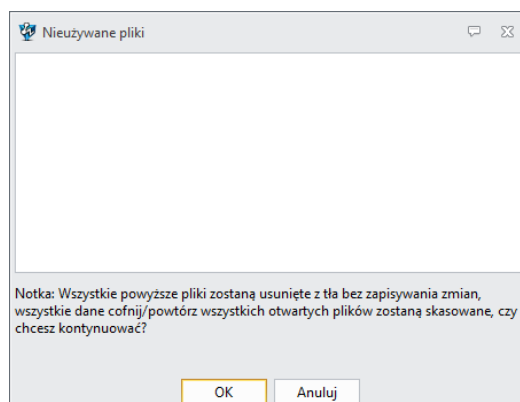 Nieużywane pliki
Notka: Wszystkie powyższe pliki zostaną usunięte z tła bez zapisywania zmian,
wszystkie dane cofnij/powtórz wszystkich otwartych plików zostaną skasowane, czy
chcesz kontynuować?
OK Anuluj